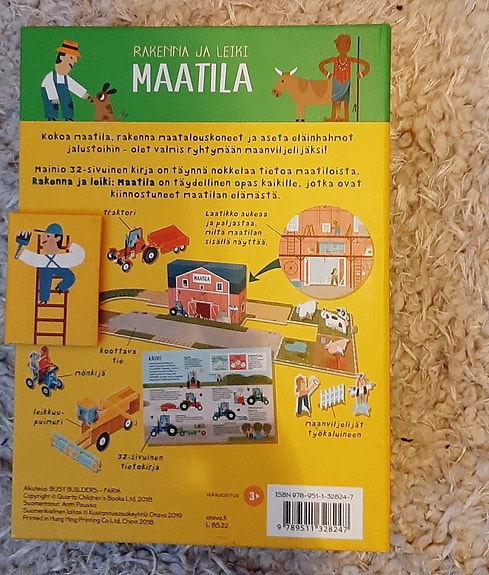 RAKENNA JA LEIKI
MAATILA
Kokoa maatila, rakenna maatalouskoneet ja aseta eläinhahmot
jalustoihin - olet valmis ryhtymään maanviljelijäksi!
Mainio 32-sivuinen kirja on täynnä nokkelaa tietoa maatiloista.
Rakenna ja leiki: Maatila on täydellinen opas kaikille, jotka ovat
kiinnostuneet maatilan elämästä.
traktori
Laatikko aukeaa
ja paljastaa,
miltä maatilan
sisällä näyttää.
MAATILA
koottava
tie
mönkijä
leikkuu-
puimuri
32-sivuinen
tietokirja
maanviljelijät
työkaluineen
Alkuteos: BUSY BUILDERS - FARM
Copyright © Quarto Children's Books Ltd, 2018
Suomentanut: Antti Poussa
Suomenkielinen laitos © Kustannusosakeyhtiö Otava 2019
Printed in Hung Hing Printing Co Ltd, China 2018
IKÄSUOSITUS
3+
otava.fi
L 85.22
ISBN 978-951-1-32824-7
9 789511 328247